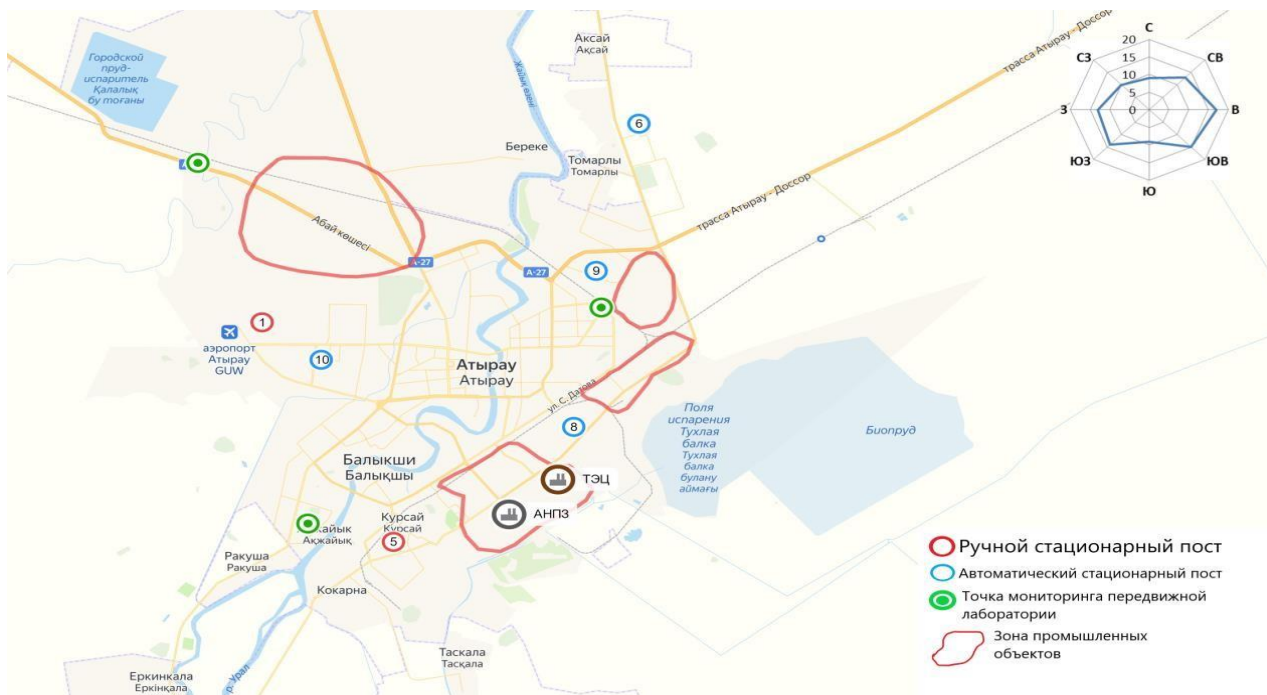 Аксай
Ақсай
трасса Атырау-Доссор
С
20
15
10
5
0
СЗ
СВ
З
В
ЮЗ
ЮВ
Ю
Городской
пруд-
испаритель
Қалалық
бу тоғаны
Жайық өзені
6
Береке
Томарлы
Томарлы
трасса Атырау - Доссор
Абай көшесі
А-27
А-27
9
1
аэропорт
Атырау
GUW
10
Атырау
Атырау
ул. С. Датова
8
Поля
испарения
Тухлая
балка
Тухлая
балка
булану
аймағы
Биопруд
Балыкши
Балықшы
ТЭЦ
АНПЗ
Курсай
Курсай
5
Ақжайық
Ракуша
Ракуша
Кокарна
Таскала
Тасқала
Еркинкала
Еркінқала
р. Урал
Ручной стационарный пост
Автоматический стационарный пост
Точка мониторинга передвижной
лаборатории
Зона промышленных
объектов